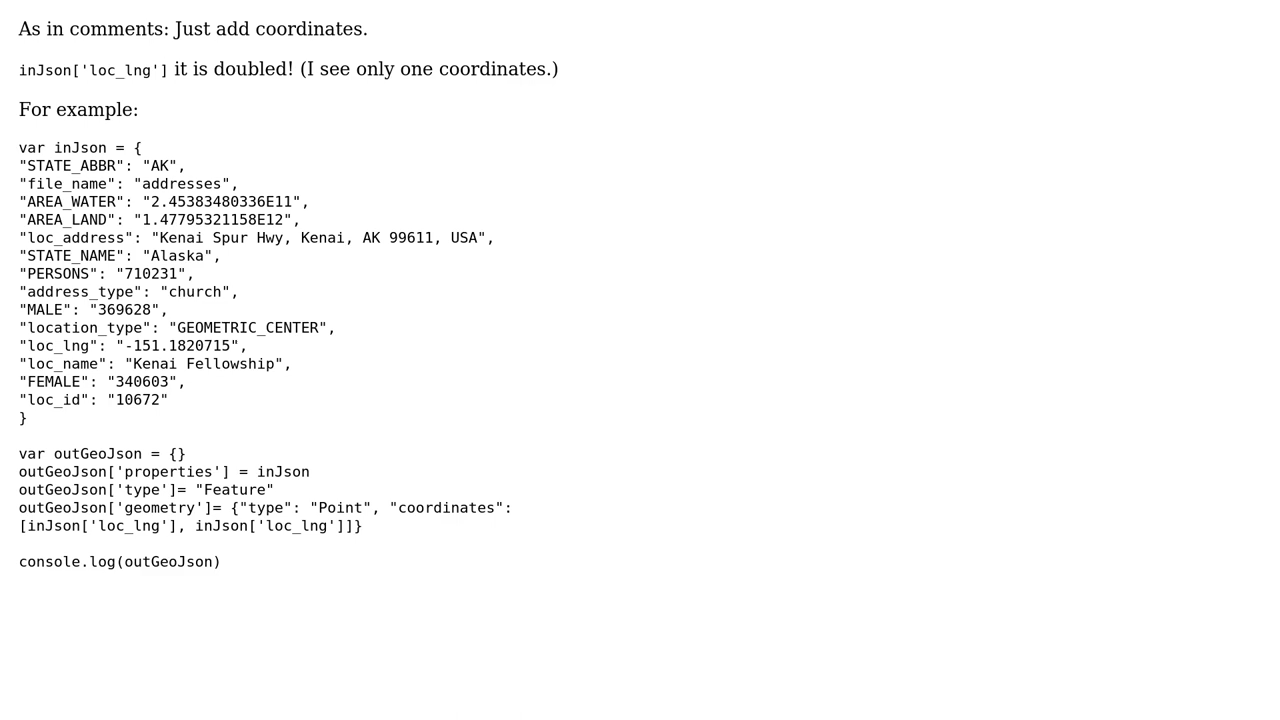 As in comments: Just add coordinates.
inJson['loc_lng'] it is doubled! (I see only one coordinates.)
For example:
var inJson = {
"STATE_ABBR": "AK",
"file_name": "addresses",
"AREA_WATER": "2.45383480336E11",
"AREA_LAND": "1.47795321158E12",
"loc_address": "Kenai Spur Hwy, Kenai, AK 99611, USA",
"STATE_NAME": "Alaska",
"PERSONS": "710231",
"address_type": "church",
"MALE": "369628",
"location_type": "GEOMETRIC_CENTER",
"loc_lng": "-151.1820715",
"loc_name": "Kenai Fellowship",
"FEMALE": "340603",
"loc_id": "10672"
}
var outGeoJson = {}
outGeoJson['properties'] = inJson
outGeoJson['type']= "Feature"
outGeoJson['geometry']= {"type": "Point", "coordinates":
[inJson['loc_lng'], inJson['loc_lng']]}
console.log(outGeoJson)